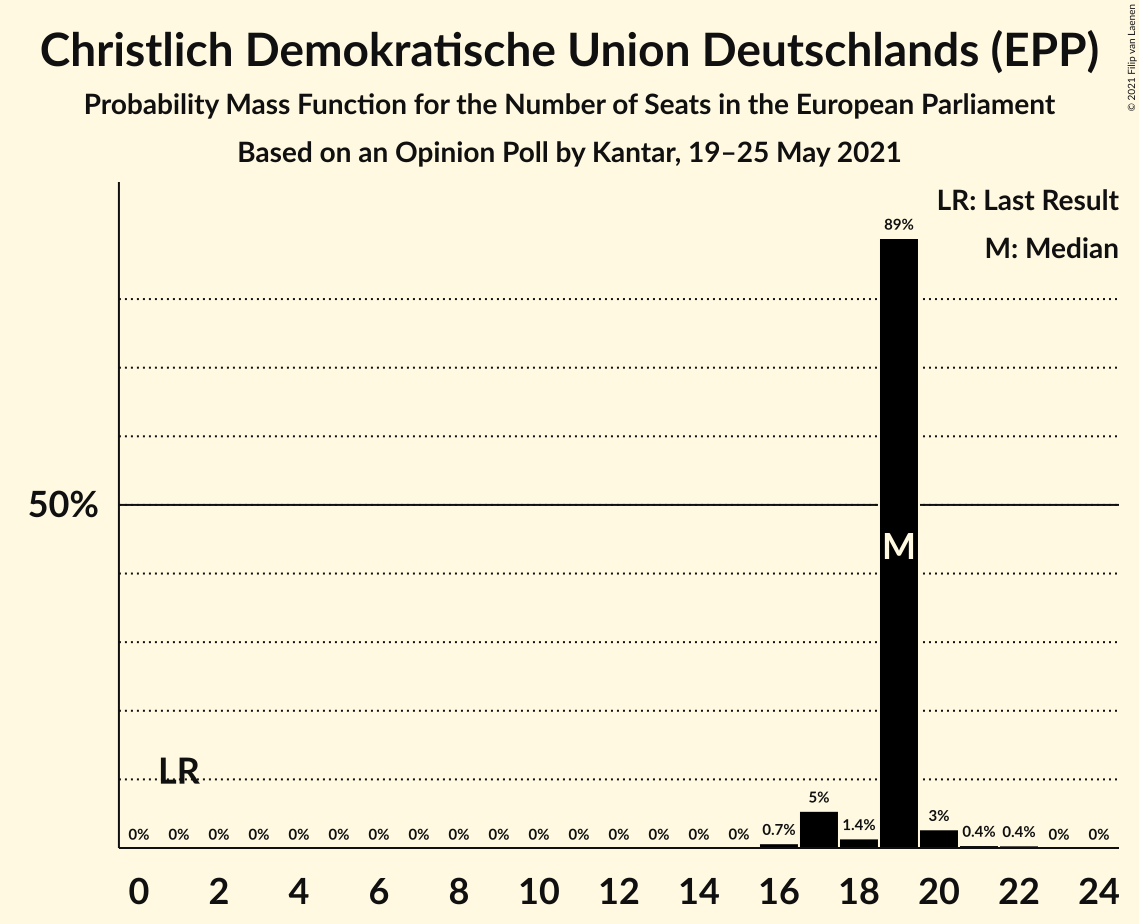 Christlich Demokratische Union Deutschlands (EPP)
Probability Mass Function for the Number of Seats in the European Parliament
Based on an Opinion Poll by Kantar, 19–25 May 2021
© 2021 Filip van Laenen
LR: Last Result
M: Median
89%
50%
M
LR
0% 0% 0% 0% 0% 0% 0% 0% 0% 0% 0% 0% 0% 0% 0% 0% 0.7% 5% 1.4% 3% 0.4% 0.4% 0% 0%
0 2 4 6 8 10 12 14 16 18 20 22 24